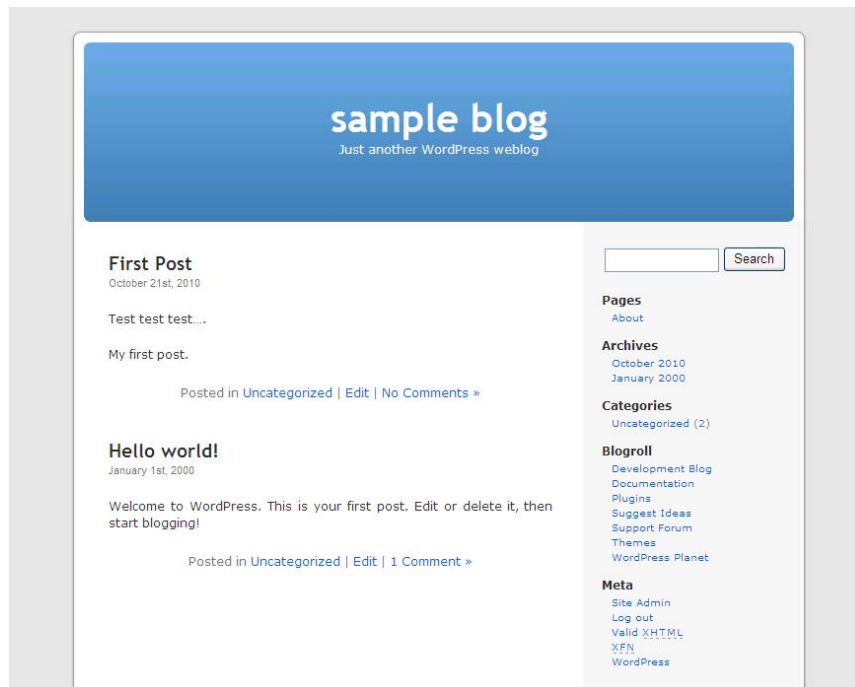 sample blog
Just another WordPress weblog
First Post
October 21st, 2010
Test test test....
My first post.
Posted in Uncategorized | Edit | No Comments »
Hello world!
January 1st, 2000
Welcome to WordPress. This is your first post. Edit or delete it, then
start blogging!
Posted in Uncategorized | Edit | 1 Comment »
Search
Pages
About
Archives
October 2010
January 2000
Categories
Uncategorized (2)
Blogroll
Development Blog
Documentation
Plugins
Suggest Ideas
Support Forum
Themes
WordPress Planet
Meta
Site Admin
Log out
Valid XHTML
XFN
WordPress